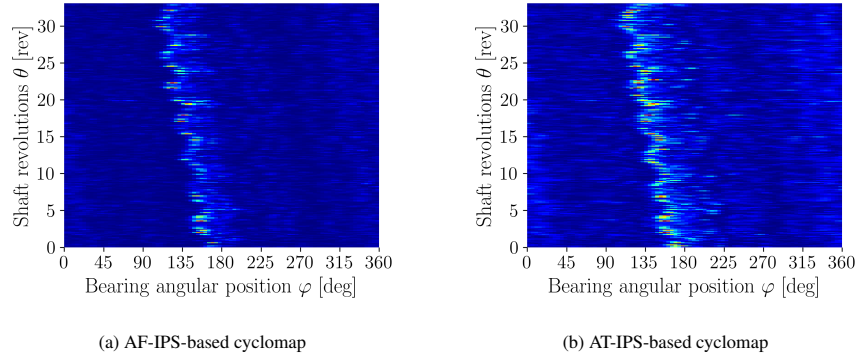 Shaft revolutions θ [rev]
30
25
20
15
10
5
0
0 45 90 135 180 225 270 315 360
Bearing angular position φ [deg]
(a) AF-IPS-based cyclomap
Shaft revolutions θ [rev]
30
25
20
15
10
5
0
0 45 90 135 180 225 270 315 360
Bearing angular position φ [deg]
(b) AT-IPS-based cyclomap